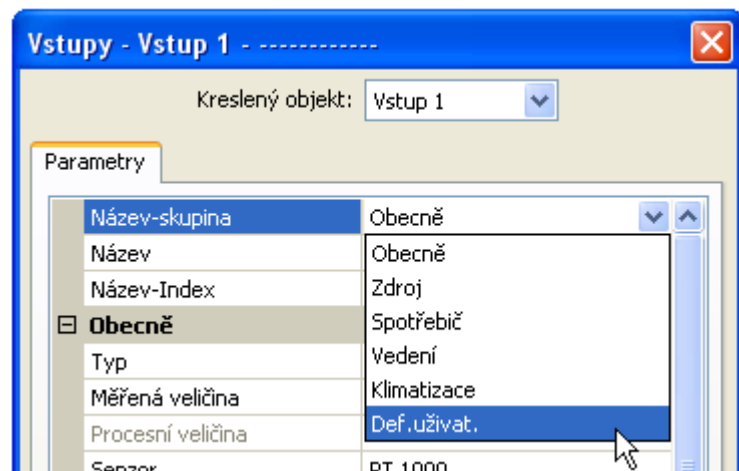 Vstupy - Vstup 1 - ------------
Kreslený objekt: Vstup 1
Parametry
Název-skupina Obecně
Název Obecně
Název-Index Zdroj
Obecně Spotřebič
Typ Vedení
Měřená veličina Klimatizace
Procesní veličina Def.uživat.
Senzor PT 1000